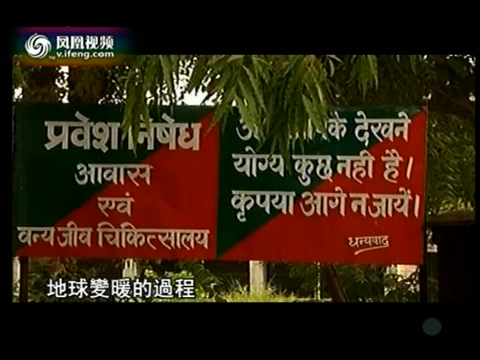 凤凰视频
v.ifeng.com
प्रवेश निषेध
आवास
एवं
वन्यजीव चिकित्सालय
देखने
योग्य कुछ नहीं है।
कृपया आगे न जायें।
धन्यवाद
地球變暖的過程